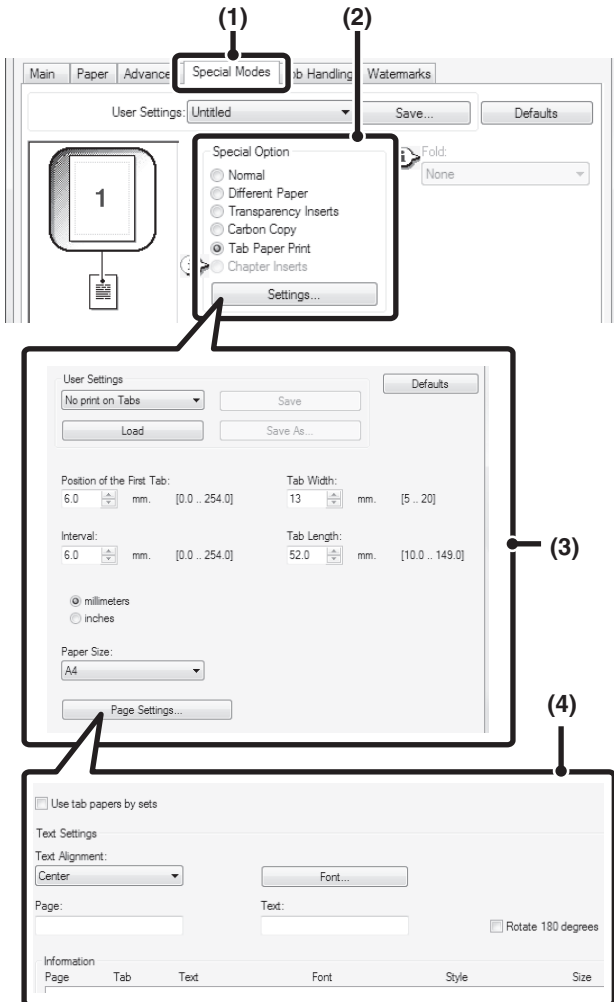 (1)
(2)
Main Paper Advance Special Modes ob Handling Watermarks
User Settings: Untitled Save... Defaults
Special Option
Fold:
None
1
Normal
Different Paper
Transparency Inserts
Carbon Copy
Tab Paper Print
Chapter Inserts
Settings...
User Settings
No print on Tabs Save Defaults
Load Save As...
Position of the First Tab: Tab Width:
6.0 mm. [0.0 .. 254.0] 13 mm. [5 .. 20]
Interval: Tab Length:
6.0 mm. [0.0 .. 254.0] 52.0 mm. [10.0 .. 149.0]
(3)
millimeters
inches
Paper Size:
A4
Page Settings...
(4)
Use tab papers by sets
Text Settings
Text Alignment:
Center Font...
Page: Text:
Rotate 180 degrees
Information
Page Tab Text Font Style Size